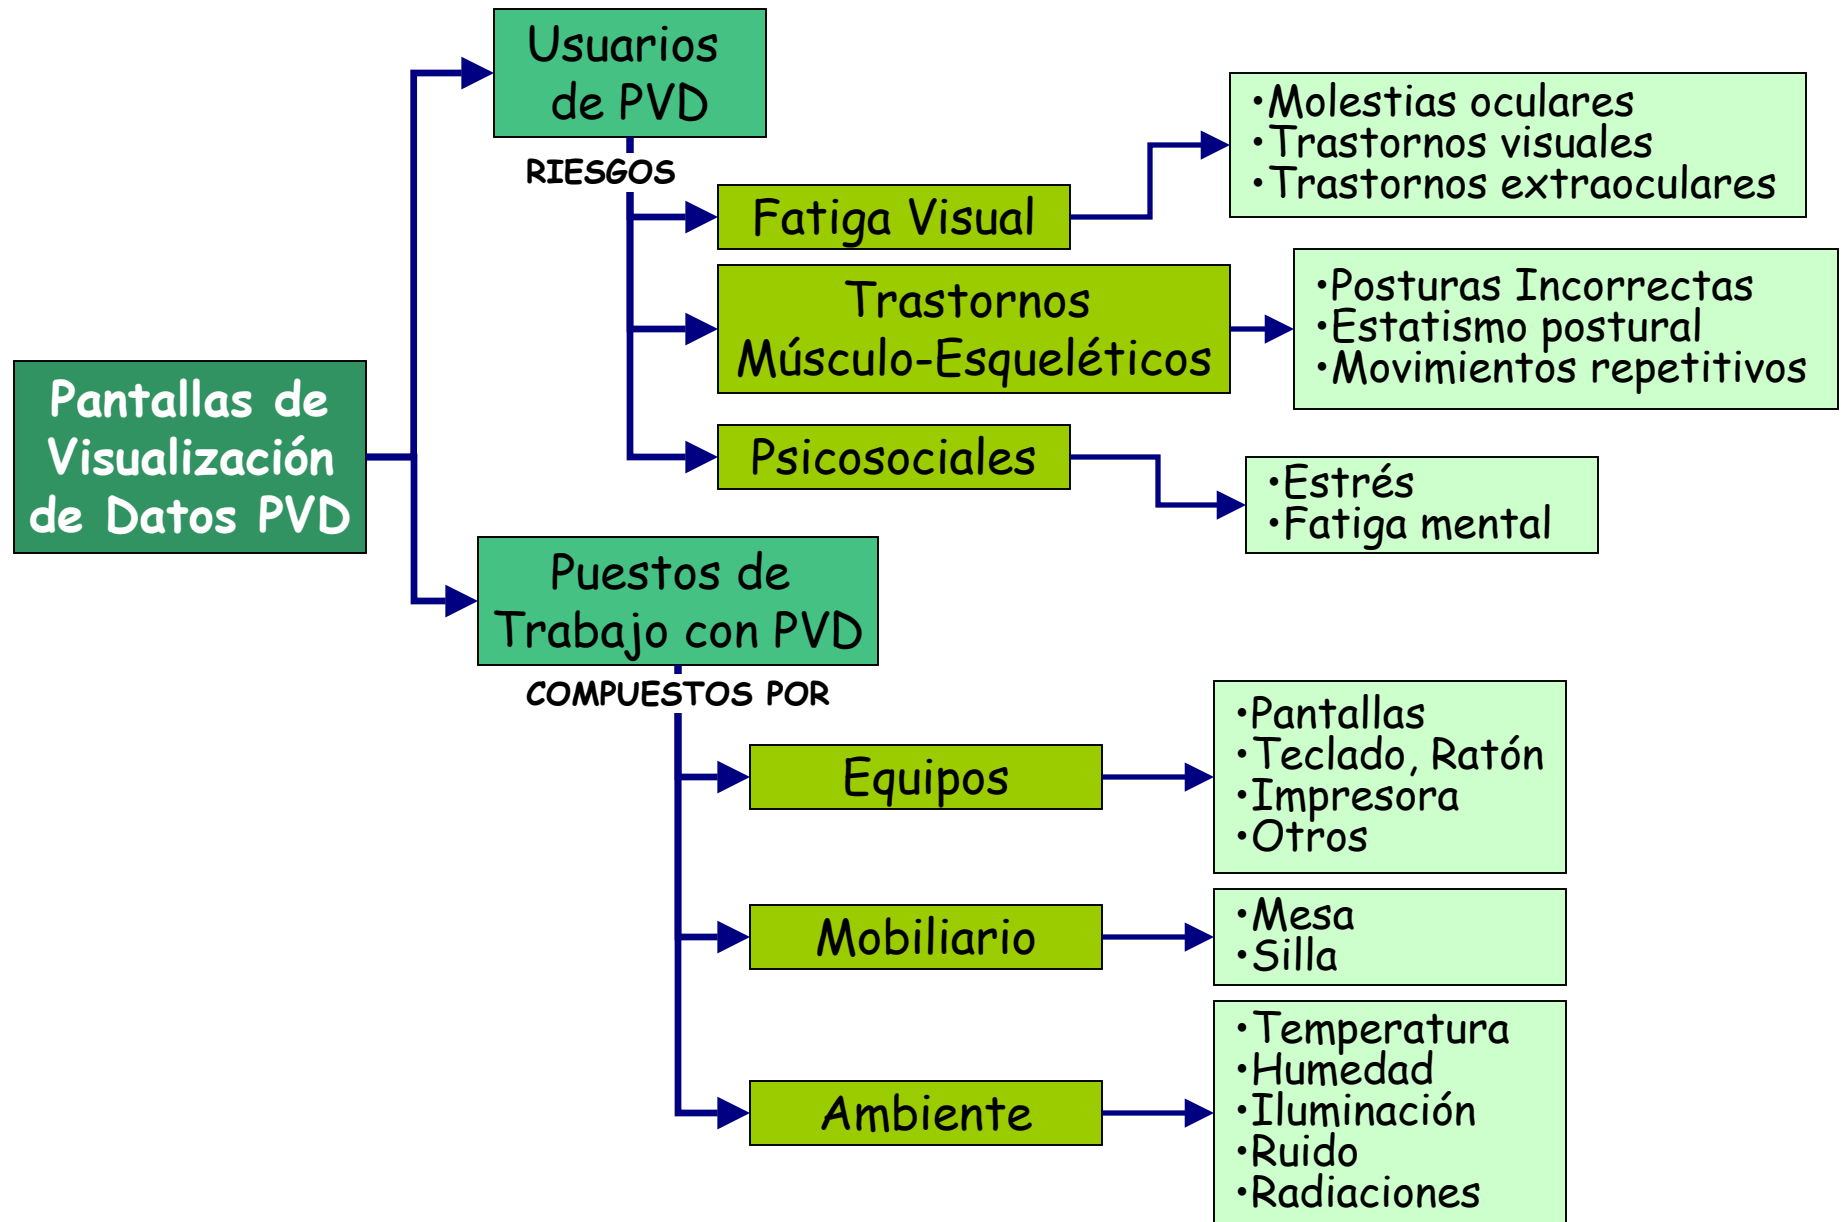 Pantallas de
Visualización
de Datos PVD
Usuarios
de PVD
RIESGOS
Fatiga Visual
•Molestias oculares
•Trastornos visuales
•Trastornos extraoculares
Trastornos
Músculo-Esqueléticos
•Posturas Incorrectas
•Estatismo postural
•Movimientos repetitivos
Psicosociales
•Estrés
•Fatiga mental
Puestos de
Trabajo con PVD
COMPUESTOS POR
Equipos
•Pantallas
•Teclado, Ratón
•Impresora
•Otros
Mobiliario
•Mesa
•Silla
Ambiente
•Temperatura
•Humedad
•Iluminación
•Ruido
•Radiaciones